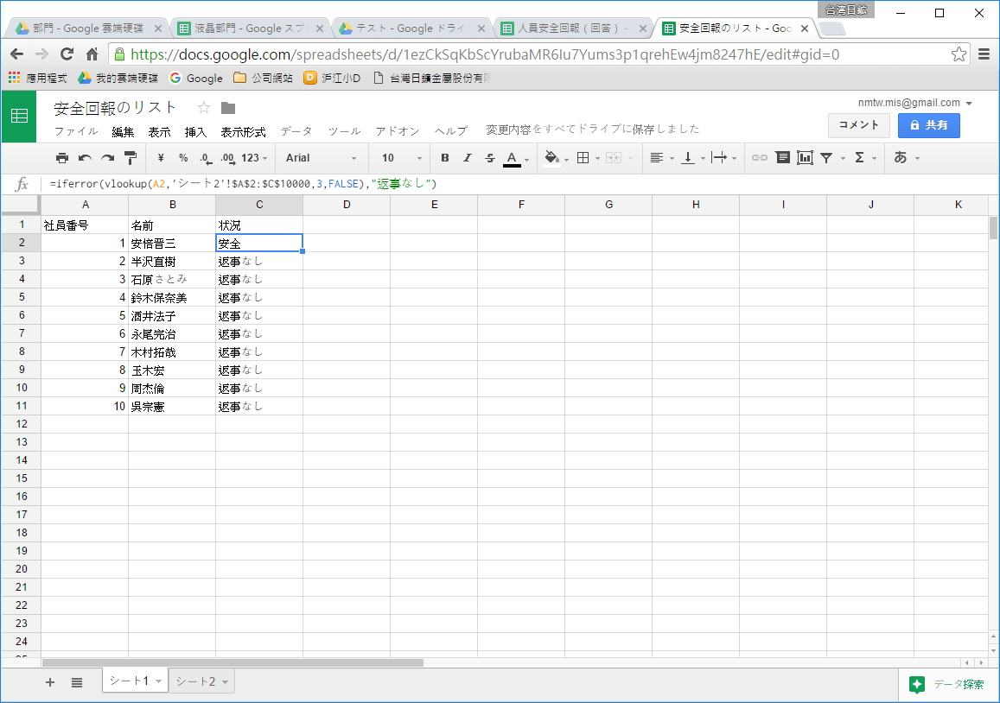 台湾日鉱
部門 - Google 雲端硬碟
液晶部門 - Google スプ
テスト - Google ドライ
人員安全回報（回答） -
安全回報のリスト - Goo
https://docs.google.com/spreadsheets/d/1ezCkSqKbScYrubaMR6Iu7Yums3p1qrehEw4jm8247hE/edit#gid=0
應用程式 我的雲端硬碟 Google 公司網站 D 沪江小D 台灣日鑛金屬股份有限
安全回報のリスト
nmtw.mis@gmail.com
ファイル 編集 表示 挿入 表示形式 データ ツール アドオン ヘルプ 変更内容をすべてドライブに保存しました
コメント 共有
¥ % .0 .00 123 Arial 10 B I S A Σ あ
fx =iferror(vlookup(A2,'シート2'!$A$2:$C$10000,3,FALSE),"返事なし")
A B C D E F G H I J K
1 社員番号 名前 状況
2 1 安倍晋三 安全
3 2 半沢直樹 返事なし
4 3 石原さとみ 返事なし
5 4 鈴木保奈美 返事なし
6 5 酒井法子 返事なし
7 6 永尾完治 返事なし
8 7 木村拓哉 返事なし
9 8 玉木宏 返事なし
10 9 周杰倫 返事なし
11 10 吳宗憲 返事なし
12
13
14
15
16
17
18
19
20
21
22
23
24
25
+ シート1 シート2
データ探索